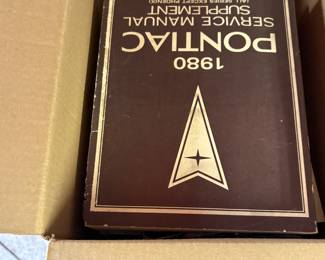 1980
PONTIAC
SERVICE MANUAL
SUPPLEMENT
(ALL SERIES EXCEPT PHOENIX)